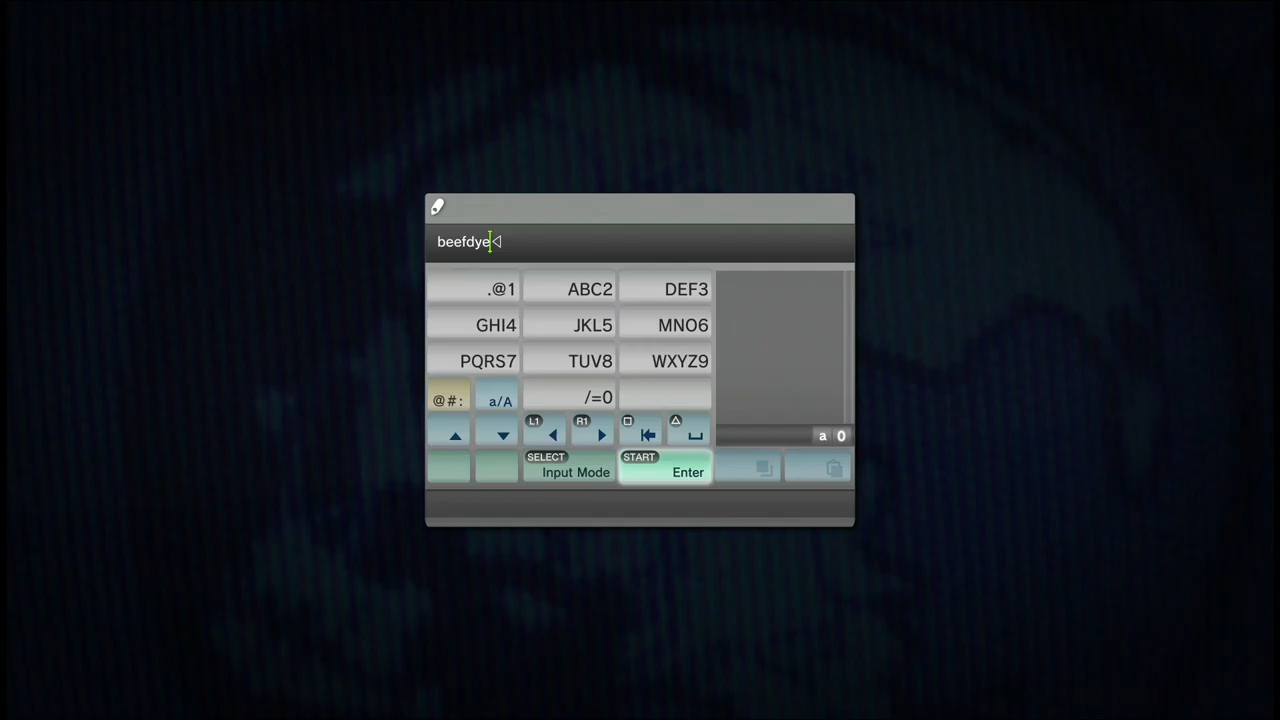 beefdye
.@1 ABC2 DEF3
GHI4 JKL5 MNO6
PQRS7 TUV8 WXYZ9
@#: a/A /=0
L1 R1
a 0
SELECT START
Input Mode Enter